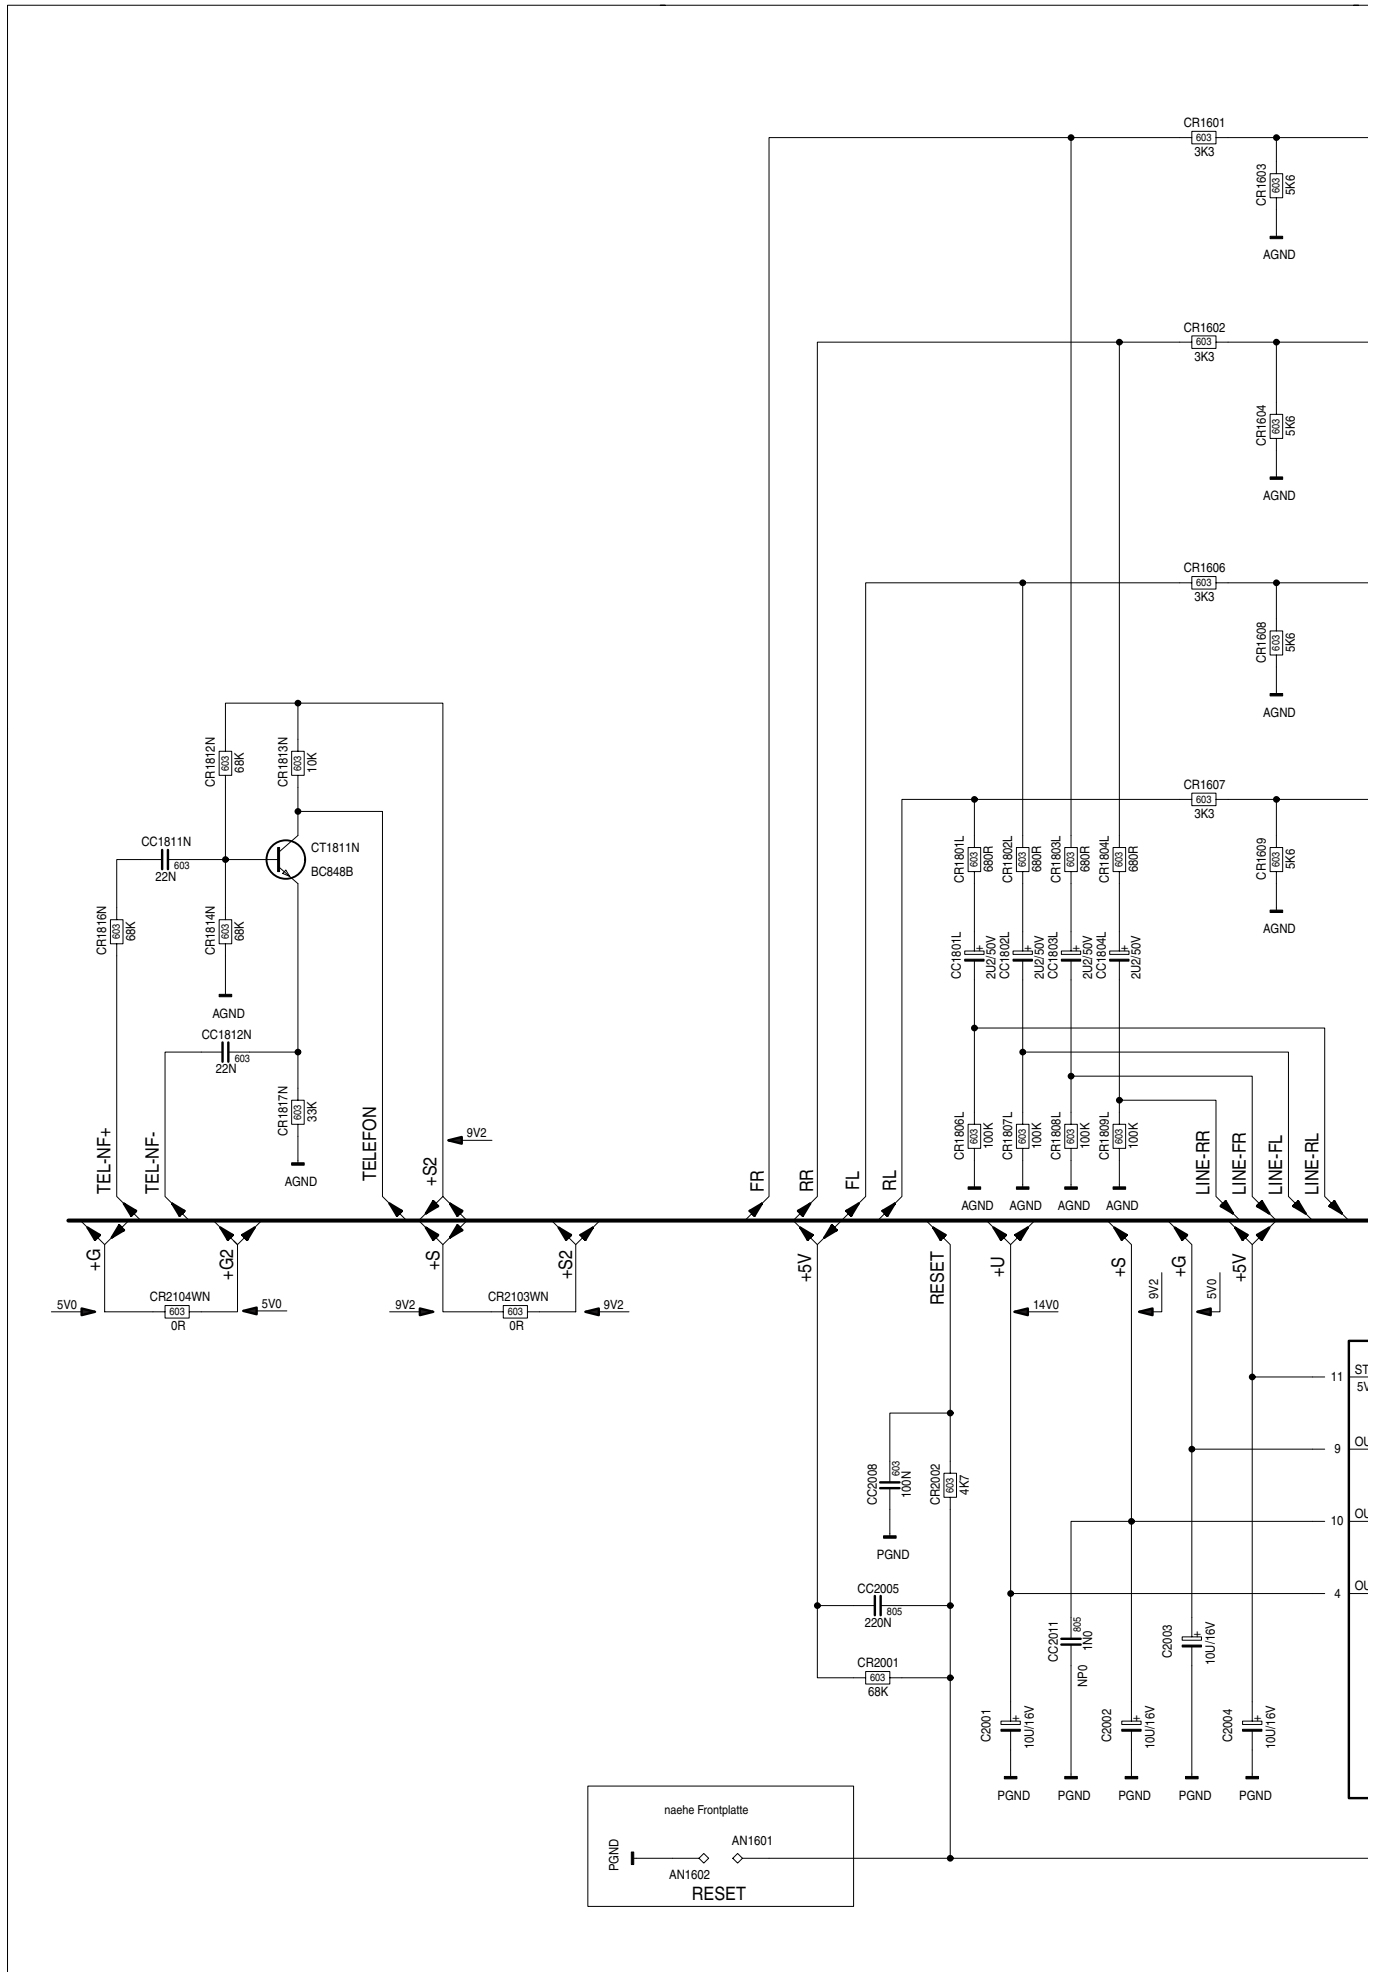 CR1601
603
3K3
CR1603
603
5K6
AGND
CR1602
603
3K3
CR1604
603
5K6
AGND
CR1606
603
3K3
CR1608
603
5K6
AGND
CR1607
603
3K3
CR1609
603
5K6
AGND
CR1812N
603
68K
CR1813N
603
10K
CC1811N
603
22N
CT1811N
BC848B
CR1816N
603
68K
CR1814N
603
68K
AGND
CC1812N
603
22N
CR1817N
603
33K
AGND
CR1801L
603
680R
CR1802L
603
680R
CR1803L
603
680R
CR1804L
603
680R
CC1801L
+
2U2/50V
CC1802L
+
2U2/50V
CC1803L
+
2U2/50V
CC1804L
+
2U2/50V
CR1806L
603
100K
CR1807L
603
100K
CR1808L
603
100K
CR1809L
603
100K
AGND
AGND
AGND
AGND
TEL-NF+
TEL-NF-
TELEFON
+S2
9V2
FR
RR
FL
RL
LINE-RR
LINE-FR
LINE-FL
LINE-RL
+G
+G2
+S
+S2
+5V
RESET
+U
+S
+G
+5V
5V0
CR2104WN
603
0R
5V0
9V2
CR2103WN
603
0R
9V2
14V0
9V2
5V0
11
ST
5V
9
OU
10
OU
4
OU
CC2008
603
100N
PGND
CR2002
603
4K7
CC2005
805
220N
CR2001
603
68K
C2001
+
10U/16V
CC2011
805
1N0
NP0
C2002
+
10U/16V
C2003
+
10U/16V
C2004
+
10U/16V
PGND
PGND
PGND
PGND
PGND
naehe Frontplatte
PGND
AN1602
AN1601
RESET